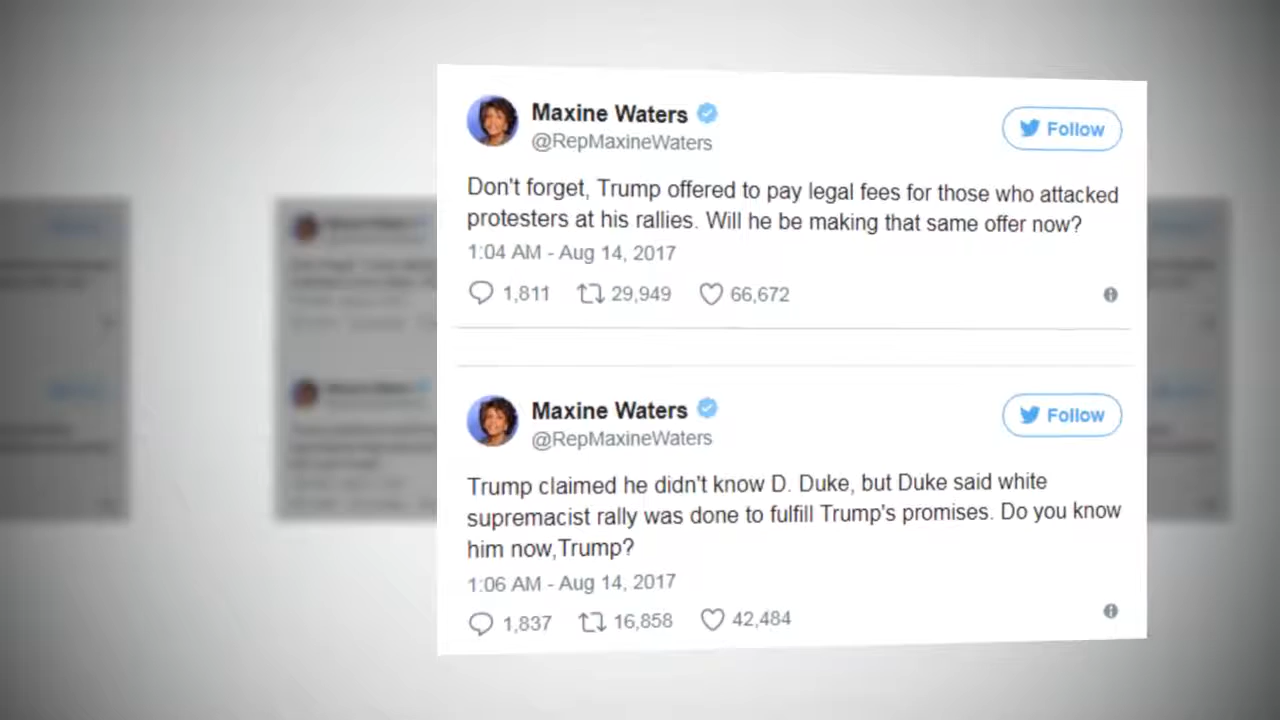 Maxine Waters
@RepMaxineWaters
Follow
Don't forget, Trump offered to pay legal fees for those who attacked
protesters at his rallies. Will he be making that same offer now?
1:04 AM - Aug 14, 2017
1,811 29,949 66,672
Maxine Waters
@RepMaxineWaters
Follow
Trump claimed he didn't know D. Duke, but Duke said white
supremacist rally was done to fulfill Trump's promises. Do you know
him now,Trump?
1:06 AM - Aug 14, 2017
1,837 16,858 42,484